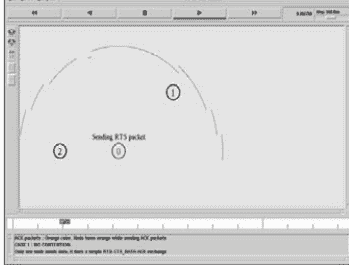 1
Sending RTS packet
2
0
ACK packets : Orange color. Node turns orange while sending ACK packets
CASE 1 : NO CONTENTION.
Only one node sends data. It does a simple RTS-CTS_DATA-ACK exchange